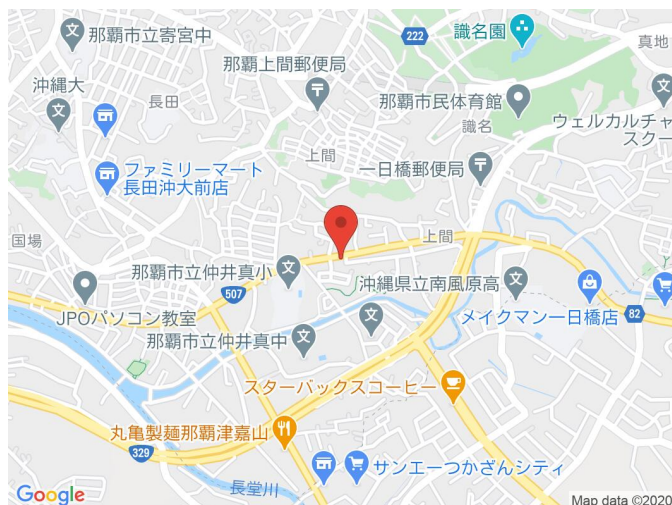 那覇市立寄宮中
222
識名園
真地
那覇上間郵便局
沖縄大
長田
那覇市民体育館
ウェルカルチャ
スクー
識名
上間
一日橋郵便局
ファミリーマート
長田沖大前店
国場
上間
那覇市立仲井真小
沖縄県立南風原高
507
JPOパソコン教室
メイクマン一日橋店
82
那覇市立仲井真中
スターバックスコーヒー
丸亀製麺那覇津嘉山
329
サンエーつかざんシティ
長堂川
Google
Map data ©2020